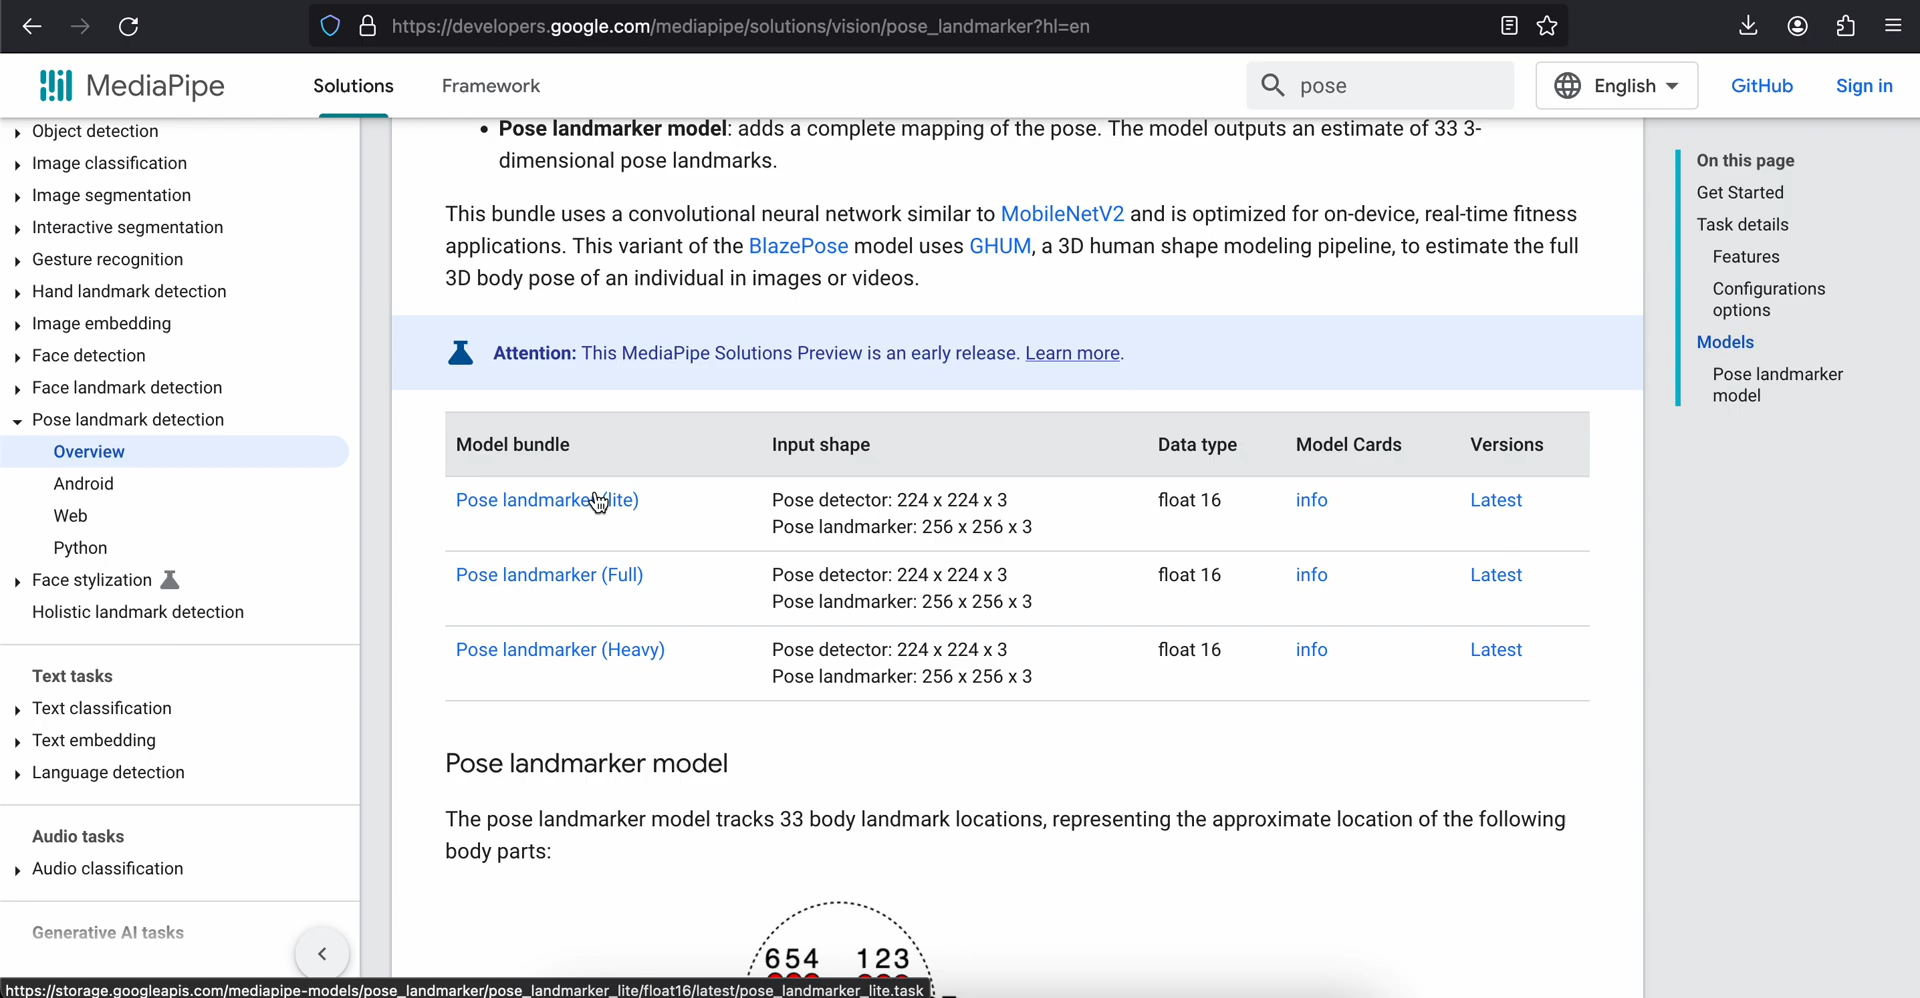 https://developers.google.com/mediapipe/solutions/vision/pose_landmarker?hl=en
MediaPipe
Solutions
Framework
pose
English
GitHub
Sign in
Object detection
Image classification
Image segmentation
Interactive segmentation
Gesture recognition
Hand landmark detection
Image embedding
Face detection
Face landmark detection
Pose landmark detection
Overview
Android
Web
Python
Face stylization
Holistic landmark detection
Text tasks
Text classification
Text embedding
Language detection
Audio tasks
Audio classification
Generative AI tasks
• Pose landmarker model: adds a complete mapping of the pose. The model outputs an estimate of 33 3-
dimensional pose landmarks.
This bundle uses a convolutional neural network similar to MobileNetV2 and is optimized for on-device, real-time fitness
applications. This variant of the BlazePose model uses GHUM, a 3D human shape modeling pipeline, to estimate the full
3D body pose of an individual in images or videos.
Attention: This MediaPipe Solutions Preview is an early release. Learn more.
Model bundle Input shape Data type Model Cards Versions
Pose landmarker (lite) Pose detector: 224 x 224 x 3 float 16 info Latest
Pose landmarker: 256 x 256 x 3
Pose landmarker (Full) Pose detector: 224 x 224 x 3 float 16 info Latest
Pose landmarker: 256 x 256 x 3
Pose landmarker (Heavy) Pose detector: 224 x 224 x 3 float 16 info Latest
Pose landmarker: 256 x 256 x 3
Pose landmarker model
The pose landmarker model tracks 33 body landmark locations, representing the approximate location of the following
body parts:
6 5 4 1 2 3
On this page
Get Started
Task details
Features
Configurations
options
Models
Pose landmarker
model
https://storage.googleapis.com/mediapipe-models/pose_landmarker/pose_landmarker_lite/float16/latest/pose_landmarker_lite.task